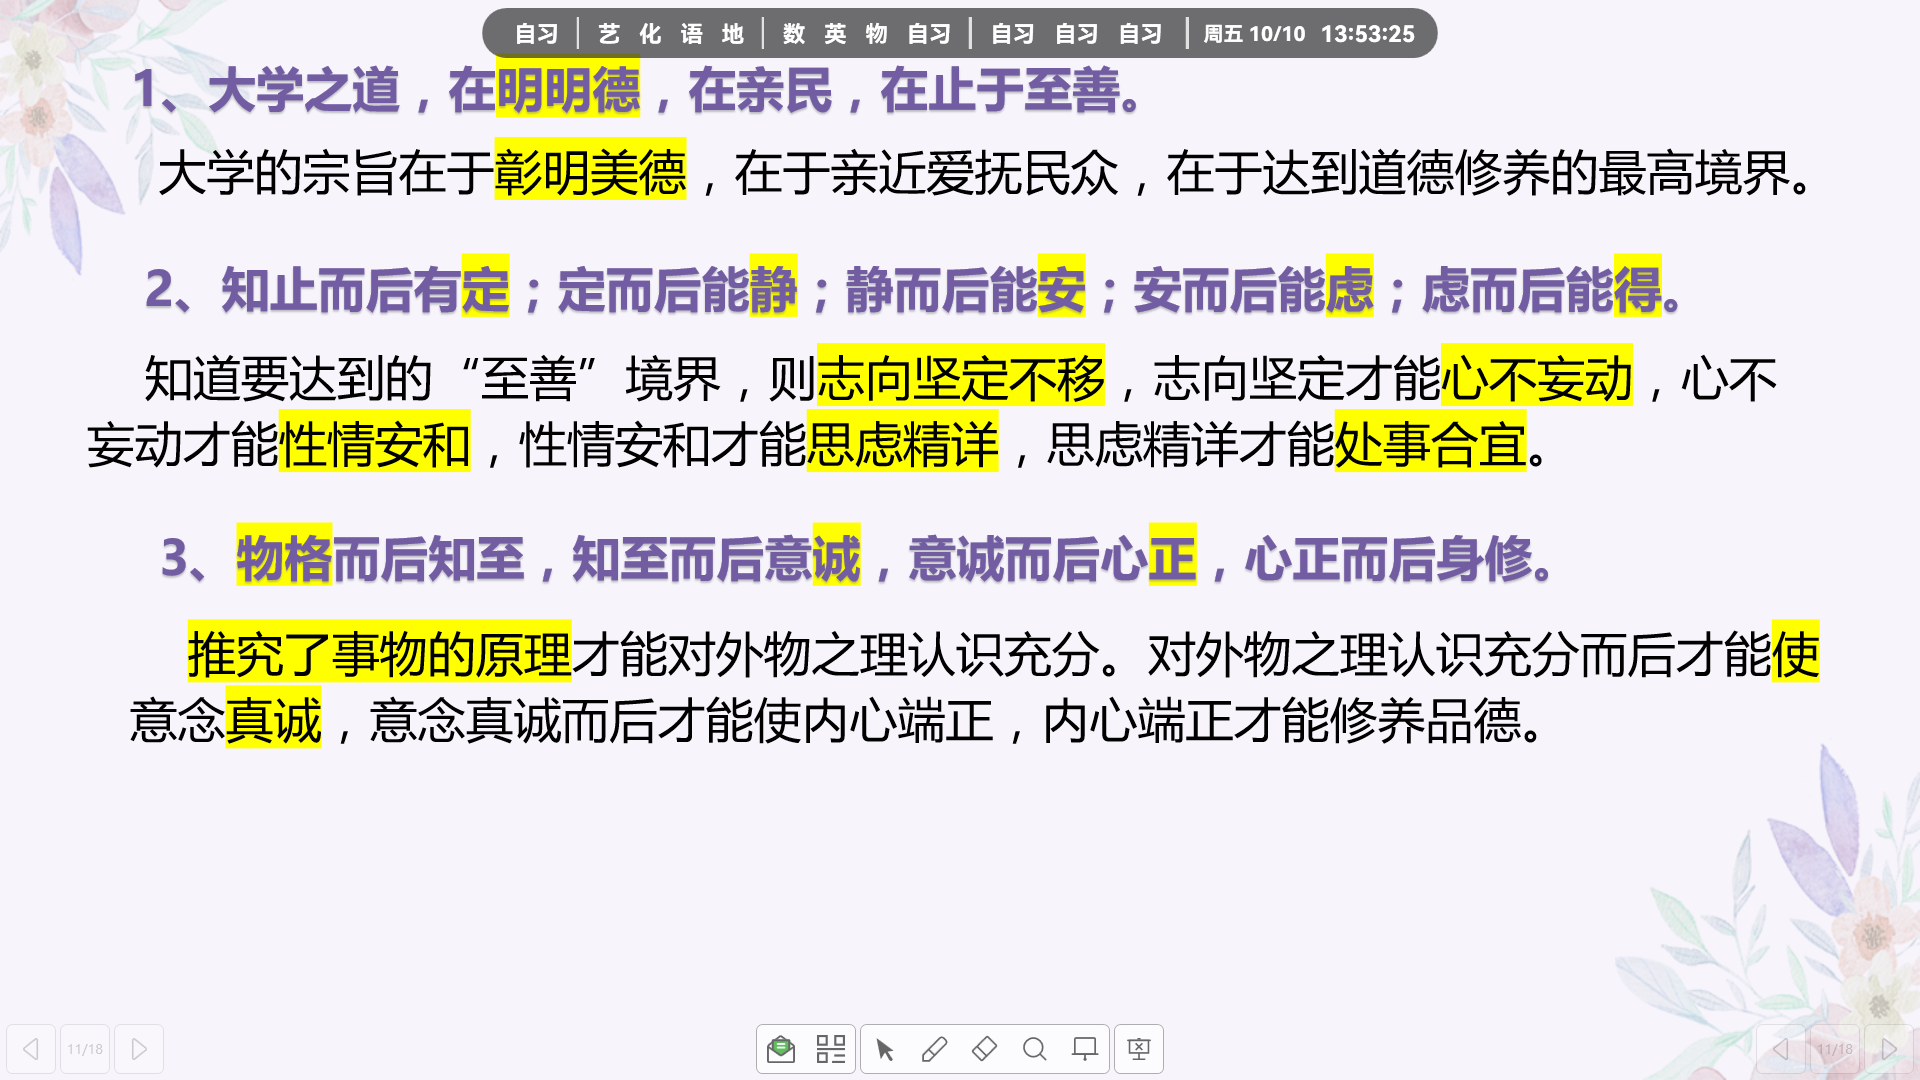 自习 | 艺 化 语 地 | 数 英 物 自习 | 自习 自习 自习 | 周五 10/10 13:53:25
1、大学之道，在明明德，在亲民，在止于至善。
大学的宗旨在于彰明美德，在于亲近爱抚民众，在于达到道德修养的最高境界。
2、知止而后有定；定而后能静；静而后能安；安而后能虑；虑而后能得。
知道要达到的“至善”境界，则志向坚定不移，志向坚定才能心不妄动，心不
妄动才能性情安和，性情安和才能思虑精详，思虑精详才能处事合宜。
3、物格而后知至，知至而后意诚，意诚而后心正，心正而后身修。
推究了事物的原理才能对外物之理认识充分。对外物之理认识充分而后才能使
意念真诚，意念真诚而后才能使内心端正，内心端正才能修养品德。
11/18
11/18